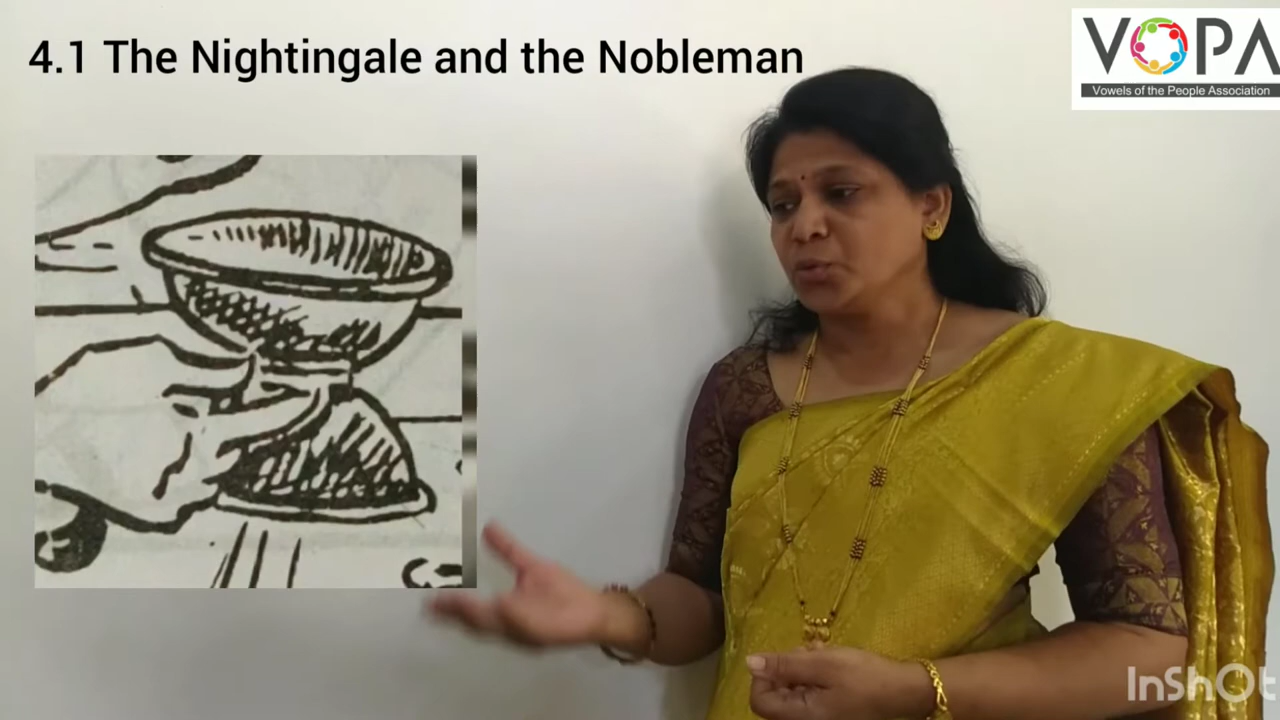 4.1 The Nightingale and the Nobleman
VOPA
Vowels of the People Association
InShOt